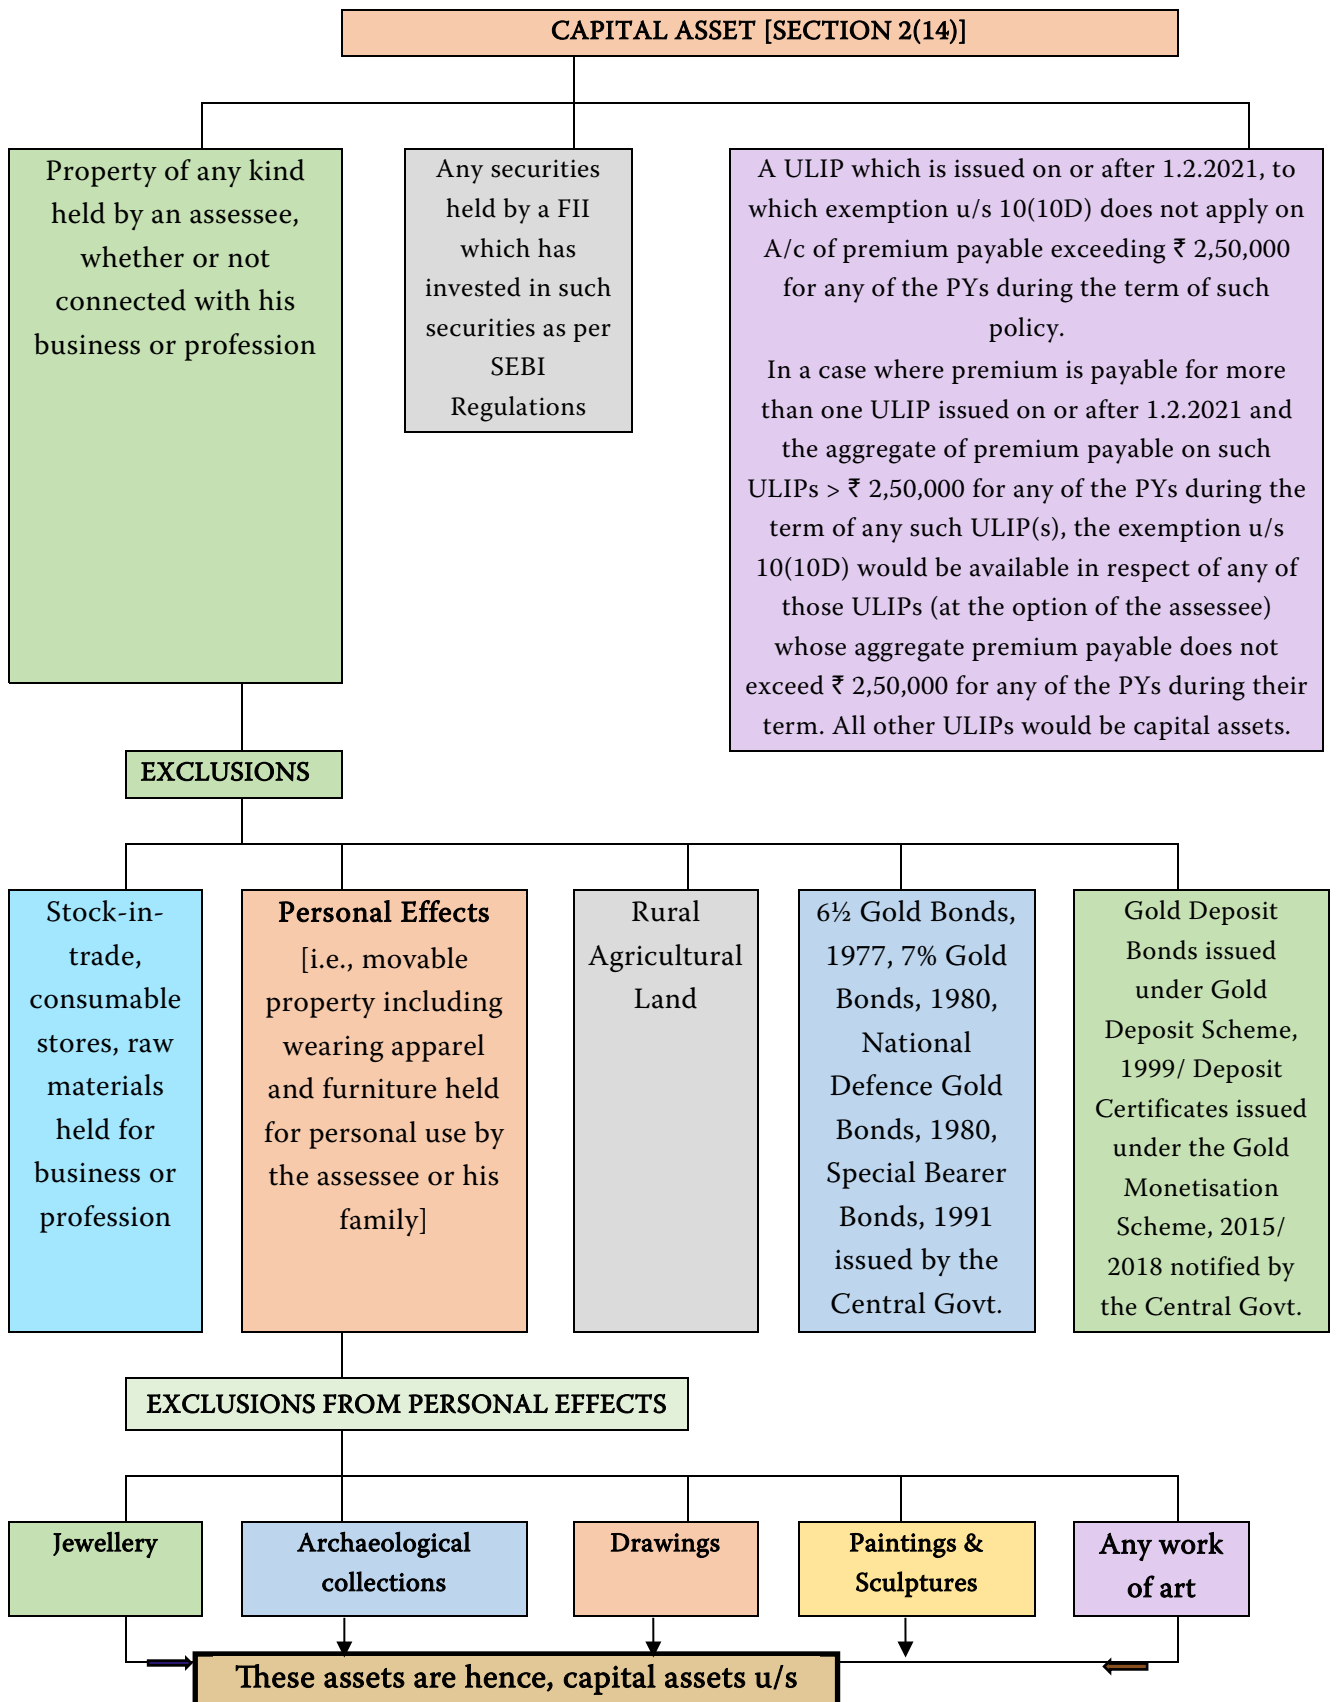 CAPITAL ASSET [SECTION 2(14)]
Property of any kind
held by an assessee,
whether or not
connected with his
business or profession
Any securities
held by a FII
which has
invested in such
securities as per
SEBI
Regulations
A ULIP which is issued on or after 1.2.2021, to
which exemption u/s 10(10D) does not apply on
A/c of premium payable exceeding ₹ 2,50,000
for any of the PYs during the term of such
policy.
In a case where premium is payable for more
than one ULIP issued on or after 1.2.2021 and
the aggregate of premium payable on such
ULIPs > ₹ 2,50,000 for any of the PYs during the
term of any such ULIP(s), the exemption u/s
10(10D) would be available in respect of any of
those ULIPs (at the option of the assessee)
whose aggregate premium payable does not
exceed ₹ 2,50,000 for any of the PYs during their
term. All other ULIPs would be capital assets.
EXCLUSIONS
Stock-in-
trade,
consumable
stores, raw
materials
held for
business or
profession
Personal Effects
[i.e., movable
property including
wearing apparel
and furniture held
for personal use by
the assessee or his
family]
Rural
Agricultural
Land
6½ Gold Bonds,
1977, 7% Gold
Bonds, 1980,
National
Defence Gold
Bonds, 1980,
Special Bearer
Bonds, 1991
issued by the
Central Govt.
Gold Deposit
Bonds issued
under Gold
Deposit Scheme,
1999/ Deposit
Certificates issued
under the Gold
Monetisation
Scheme, 2015/
2018 notified by
the Central Govt.
EXCLUSIONS FROM PERSONAL EFFECTS
Jewellery
Archaeological
collections
Drawings
Paintings &
Sculptures
Any work
of art
These assets are hence, capital assets u/s